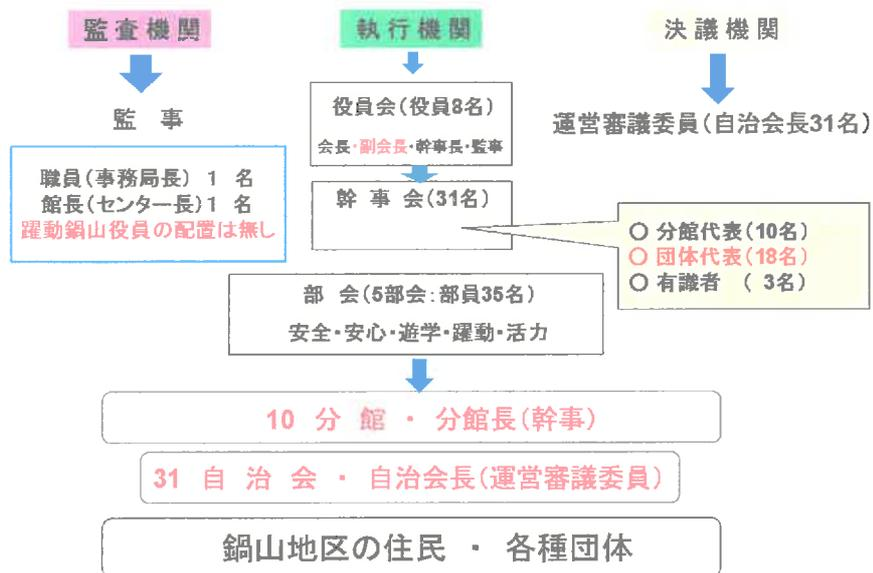 監査機関
監 事
職員（事務局長） 1 名
館長（センター長）1 名
躍動鍋山役員の配置は無し
執行機関
役員会（役員8名）
会長・副会長・幹事長・監事
幹 事 会（31名）
〇 分館代表（10名）
〇 団体代表（18名）
〇 有識者 （ 3名）
部 会（5部会：部員35名）
安全・安心・遊学・躍動・活力
決議機関
運営審議委員（自治会長31名）
10 分 館 ・ 分館長（幹事）
31 自 治 会 ・ 自治会長（運営審議委員）
鍋山地区の住民 ・ 各種団体